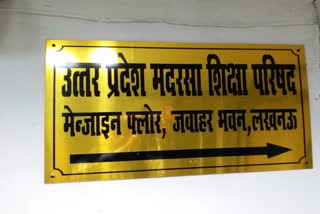 उत्तर प्रदेश मदरसा शिक्षा परिषद
मेन्जाइन फ्लोर, जवाहर भवन,लखनऊ